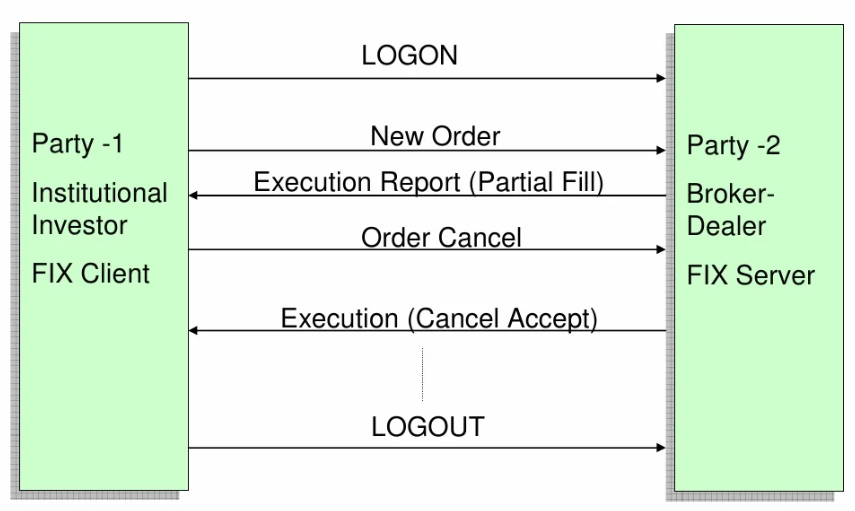 LOGON
Party -1
Institutional
Investor
FIX Client
New Order
Execution Report (Partial Fill)
Order Cancel
Execution (Cancel Accept)
LOGOUT
Party -2
Broker-
Dealer
FIX Server